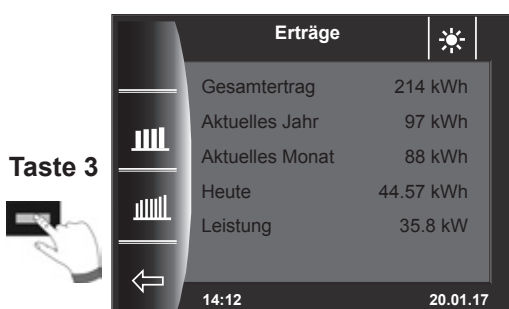 Erträge
Gesamtertrag 214 kWh
Aktuelles Jahr 97 kWh
Aktuelles Monat 88 kWh
Taste 3
Heute 44.57 kWh
Leistung 35.8 kW
14:12 20.01.17